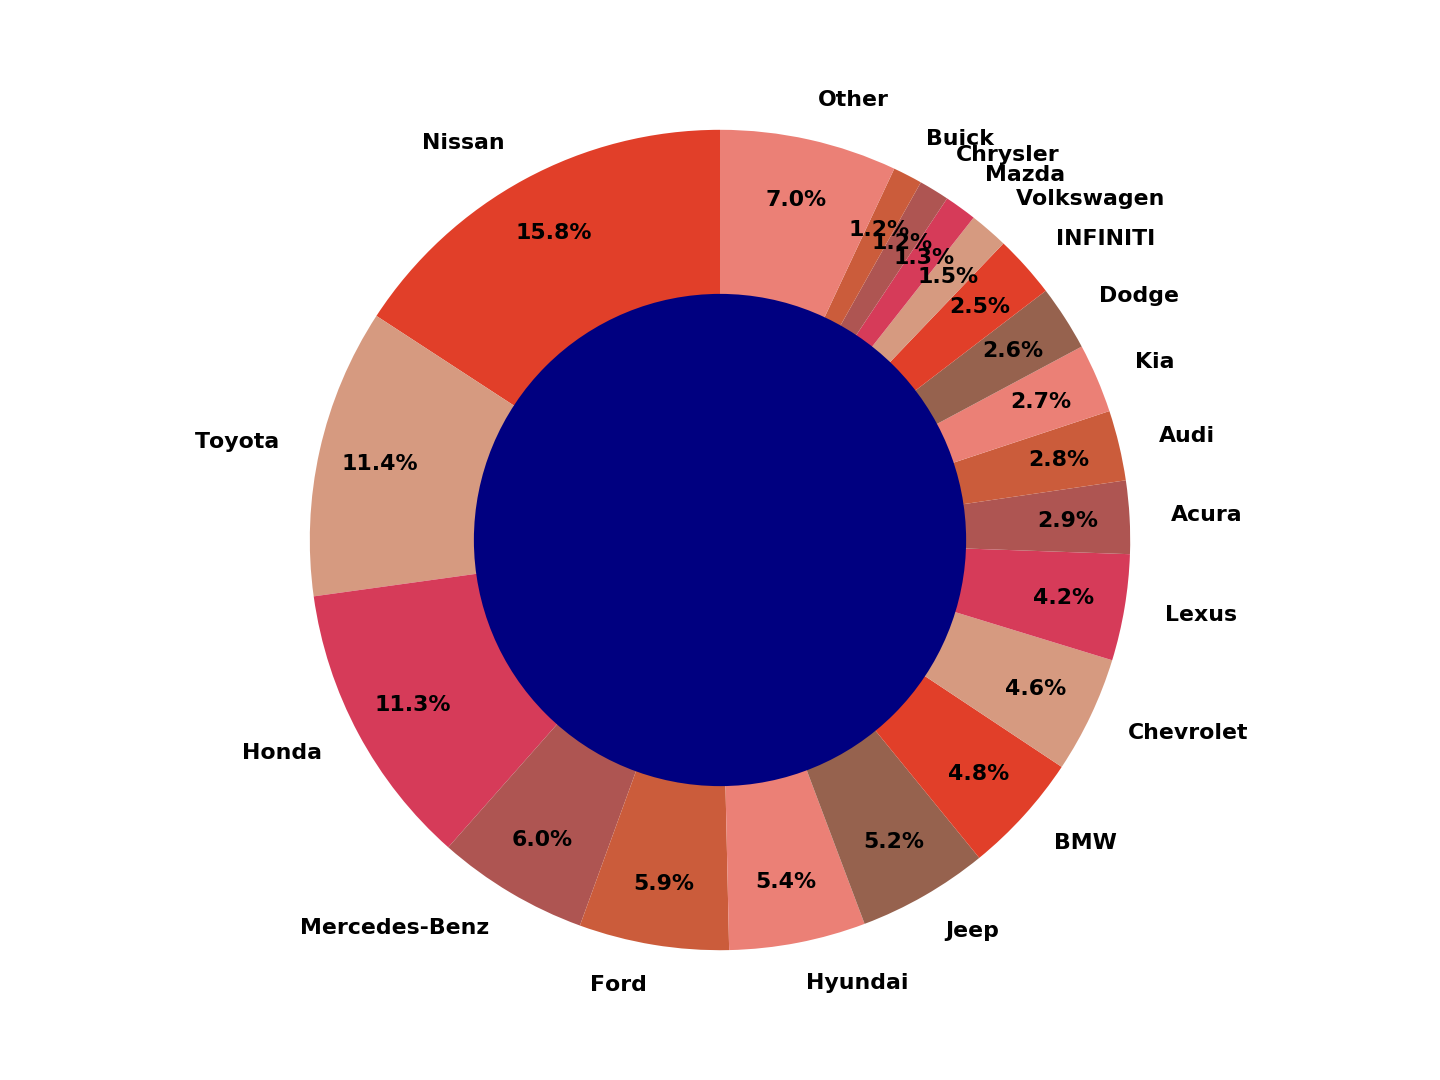 Other
Buick
Nissan
Chrysler
Mazda
Volkswagen
7.0%
1.2%
15.8%
INFINITI
1.2%
1.3%
1.5%
Dodge
2.5%
2.6%
Kia
2.7%
Audi
Toyota
2.8%
11.4%
Acura
2.9%
4.2%
Lexus
4.6%
11.3%
Chevrolet
Honda
4.8%
6.0%
5.2%
BMW
5.4%
5.9%
Mercedes-Benz
Jeep
Hyundai
Ford